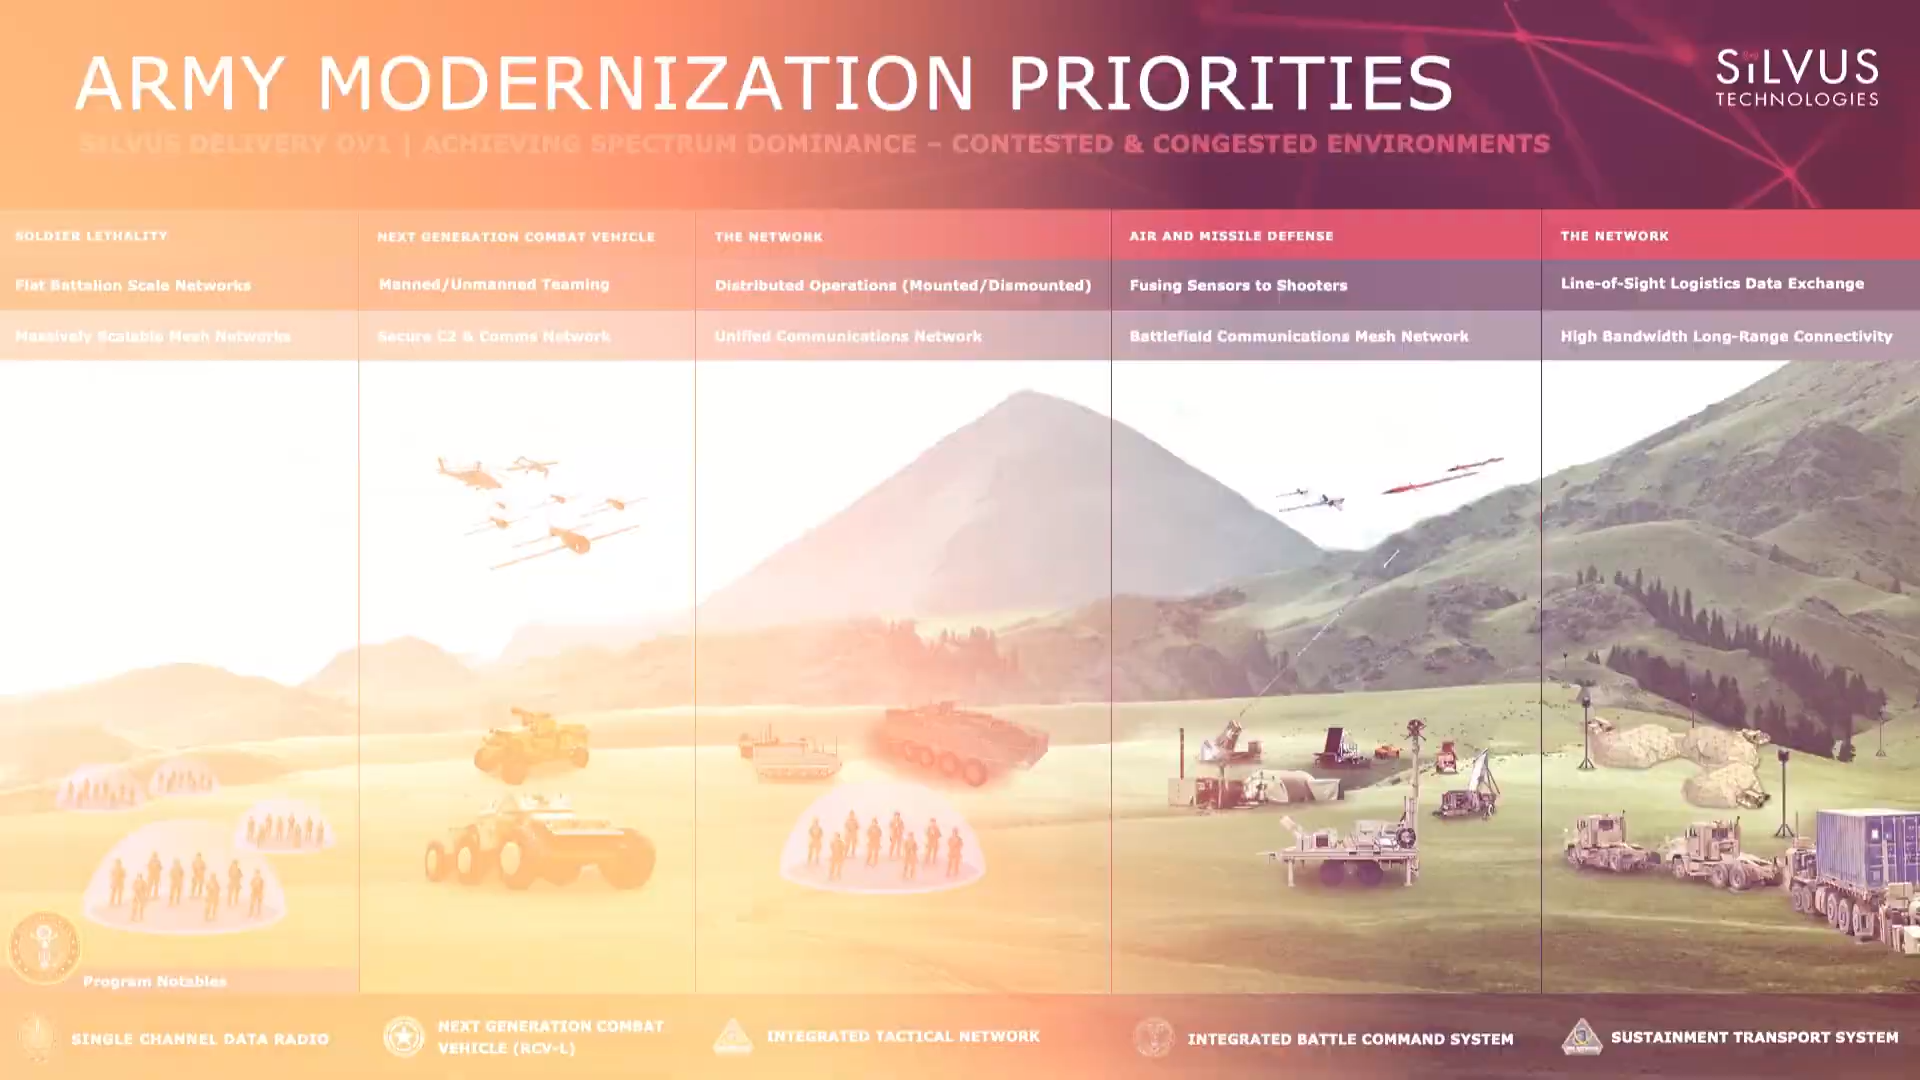 ARMY MODERNIZATION PRIORITIES
SiLVUS
TECHNOLOGIES
SILVUS DELIVERY OV1 | ACHIEVING SPECTRUM DOMINANCE – CONTESTED & CONGESTED ENVIRONMENTS
SOLDIER LETHALITY
Flat Battalion Scale Networks
Massively Scalable Mesh Networks
NEXT GENERATION COMBAT VEHICLE
Manned/Unmanned Teaming
Secure C2 & Comms Network
THE NETWORK
Distributed Operations (Mounted/Dismounted)
Unified Communications Network
AIR AND MISSILE DEFENSE
Fusing Sensors to Shooters
Battlefield Communications Mesh Network
THE NETWORK
Line-of-Sight Logistics Data Exchange
High Bandwidth Long-Range Connectivity
Program Notables
SINGLE CHANNEL DATA RADIO
NEXT GENERATION COMBAT
VEHICLE (RCV-L)
INTEGRATED TACTICAL NETWORK
INTEGRATED BATTLE COMMAND SYSTEM
SUSTAINMENT TRANSPORT SYSTEM